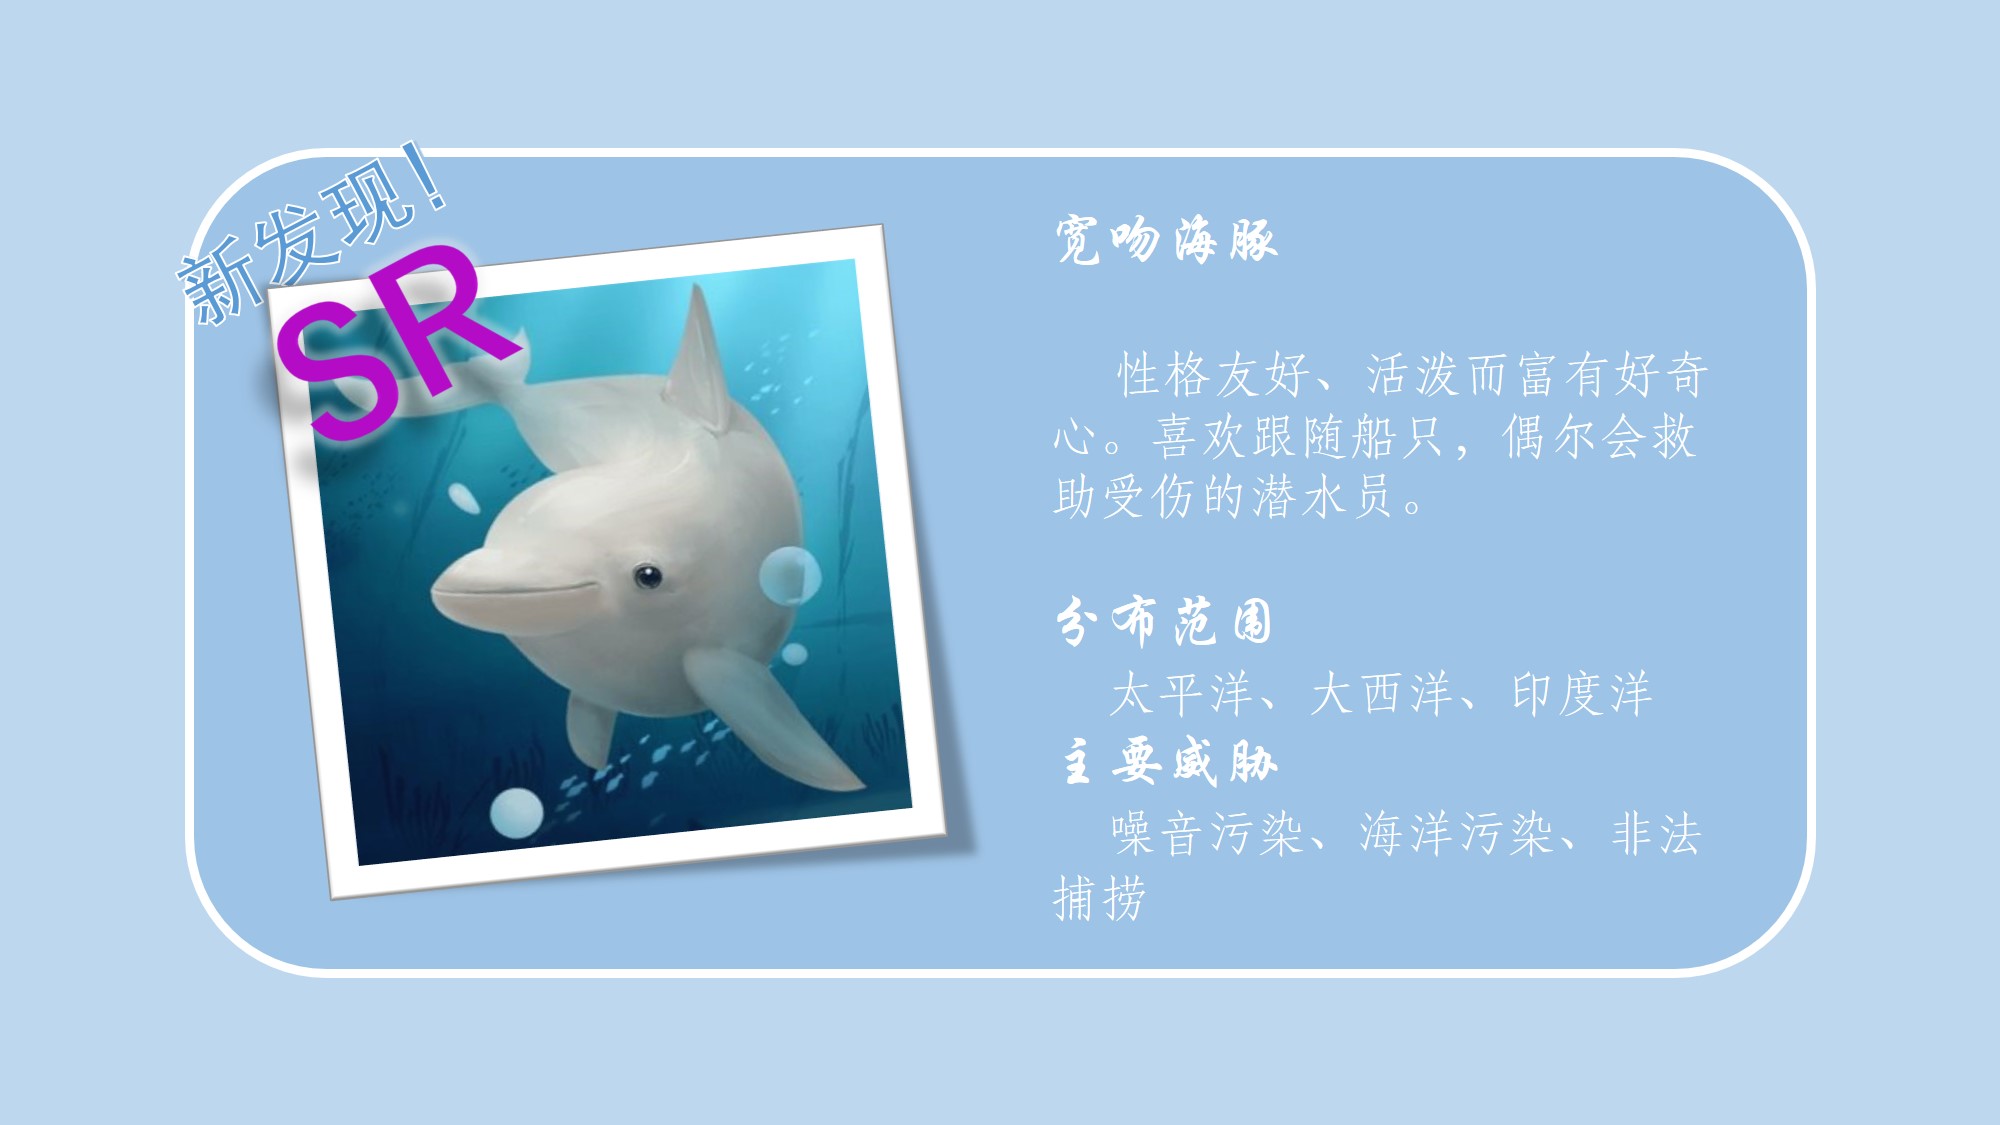 新发现！
SR
宽吻海豚
性格友好、活泼而富有好奇
心。喜欢跟随船只，偶尔会救
助受伤的潜水员。
分布范围
太平洋、大西洋、印度洋
主要威胁
噪音污染、海洋污染、非法
捕捞